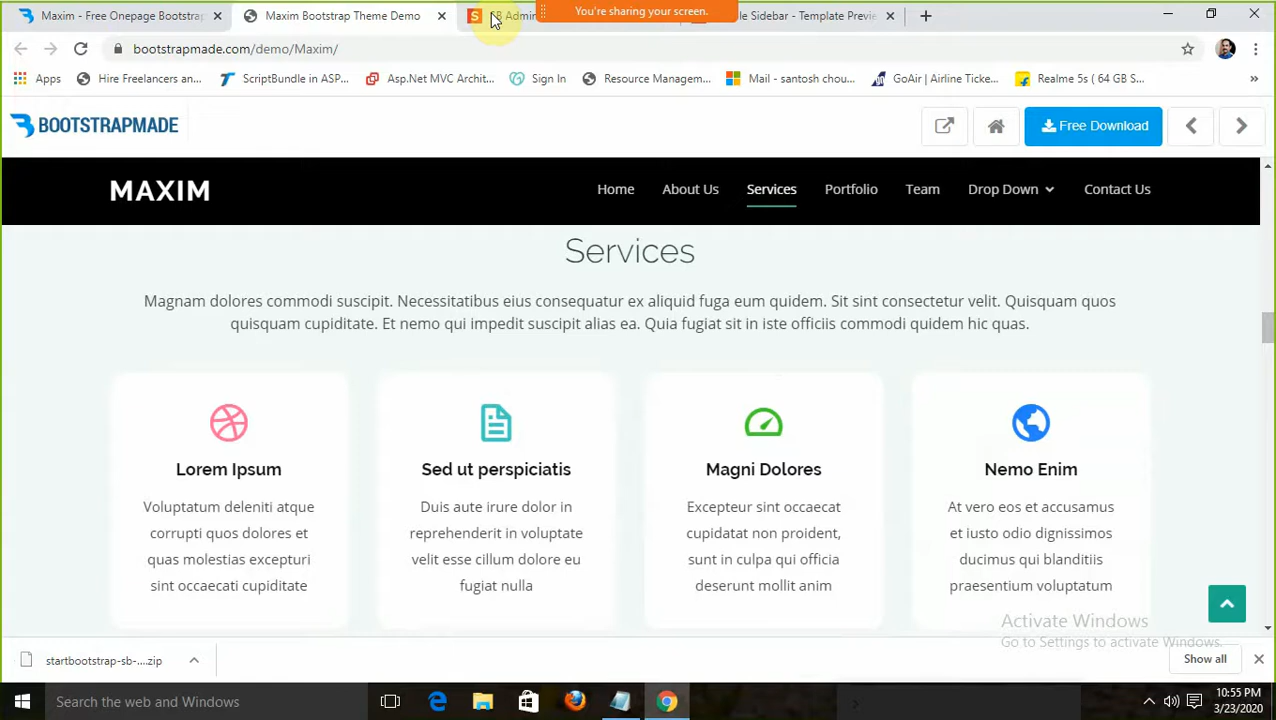 Maxim - Free Onepage Bootstrap
Maxim Bootstrap Theme Demo
SB Admin
You're sharing your screen.
le Sidebar - Template Previe
bootstrapmade.com/demo/Maxim/
Apps
Hire Freelancers an...
ScriptBundle in ASP...
Asp.Net MVC Archit...
Sign In
Resource Managem...
Mail - santosh chou...
GoAir | Airline Ticke...
Realme 5s ( 64 GB S...
BOOTSTRAPMADE
Free Download
MAXIM
Home
About Us
Services
Portfolio
Team
Drop Down
Contact Us
Services
Magnam dolores commodi suscipit. Necessitatibus eius consequatur ex aliquid fuga eum quidem. Sit sint consectetur velit. Quisquam quos
quisquam cupiditate. Et nemo qui impedit suscipit alias ea. Quia fugiat sit in iste officiis commodi quidem hic quas.
Lorem Ipsum
Voluptatum deleniti atque
corrupti quos dolores et
quas molestias excepturi
sint occaecati cupiditate
Sed ut perspiciatis
Duis aute irure dolor in
reprehenderit in voluptate
velit esse cillum dolore eu
fugiat nulla
Magni Dolores
Excepteur sint occaecat
cupidatat non proident,
sunt in culpa qui officia
deserunt mollit anim
Nemo Enim
At vero eos et accusamus
et iusto odio dignissimos
ducimus qui blanditiis
praesentium voluptatum
Activate Windows
Go to Settings to activate Windows.
startbootstrap-sb-....zip
Show all
Search the web and Windows
10:55 PM
3/23/2020